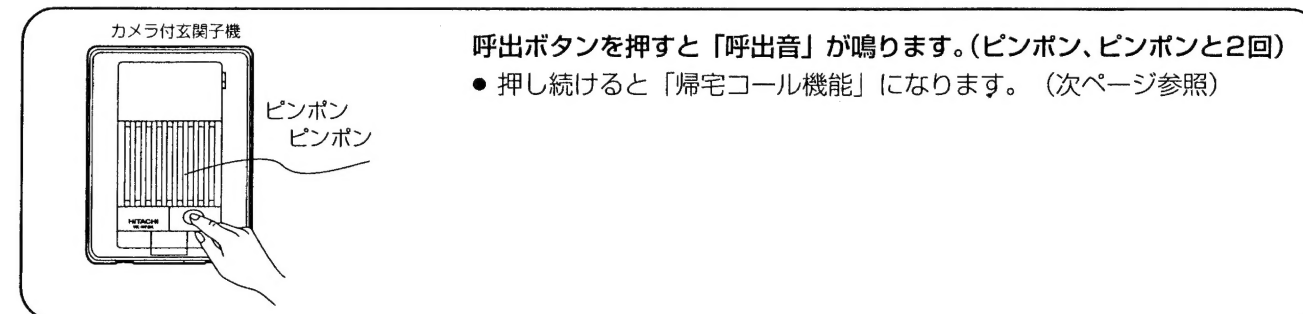 カメラ付玄関子機
呼出ボタンを押すと「呼出音」が鳴ります。(ピンポン、ピンポンと2回)
● 押し続けると「帰宅コール機能」になります。 (次ページ参照)
ピンポン
ピンポン
HITACHI